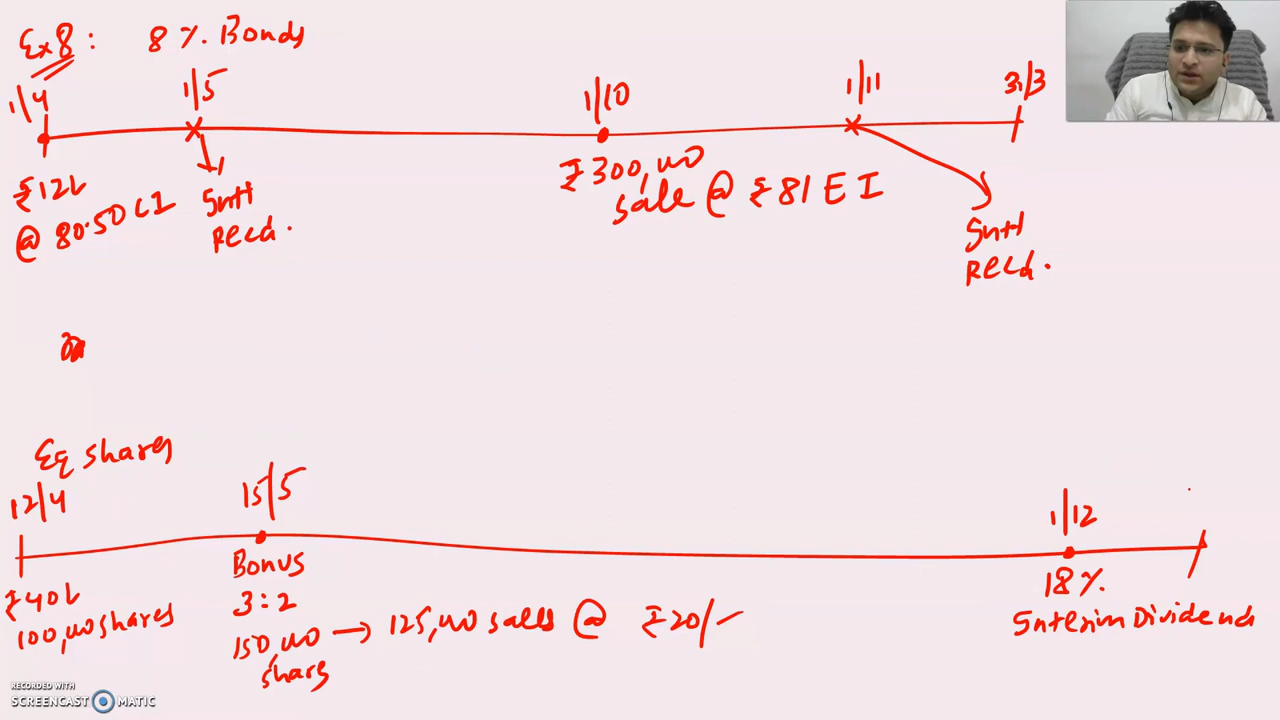 Ex 8: 8 %. Bonds
1/4 1/5 1/10 1/11 31/3
₹12L
@ 80.50 CI
Intt
Recd.
₹300,000
sale @ ₹81 EI
Intt
Recd.
Eq shares
12/4 15/5 1/12
₹40L
100,000 shares
Bonus
3:2
150,000 → 125,000 sells @ ₹20/-
shares
18%.
Interim Dividends
RECORDED WITH
SCREENCAST MATIC